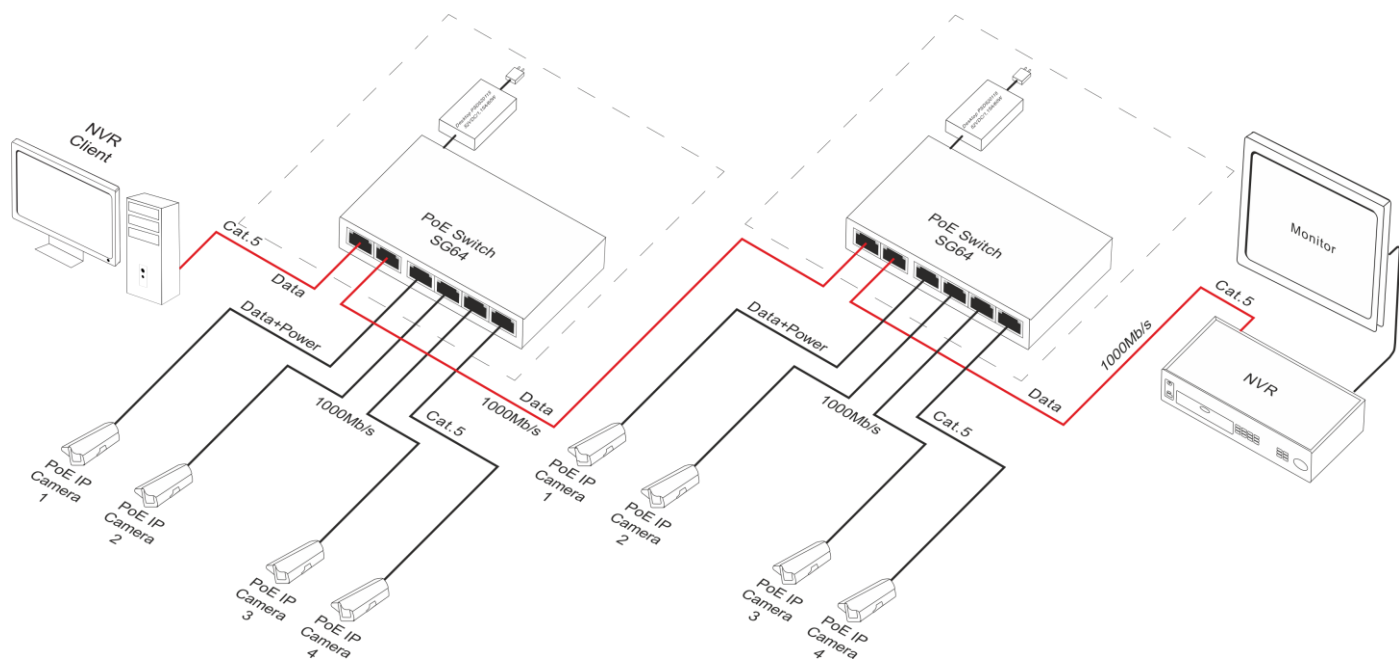 NVR
Client
Cat.5
Data
Data+Power
1000Mb/s
Cat.5
Data
1000Mb/s
PoE Switch
SG64
PoE IP
Camera
1
PoE IP
Camera
2
PoE IP
Camera
3
PoE IP
Camera
4
PoE Switch
SG64
Data+Power
1000Mb/s
Cat.5
Data
1000Mb/s
Cat.5
PoE IP
Camera
1
PoE IP
Camera
2
PoE IP
Camera
3
PoE IP
Camera
4
Monitor
NVR